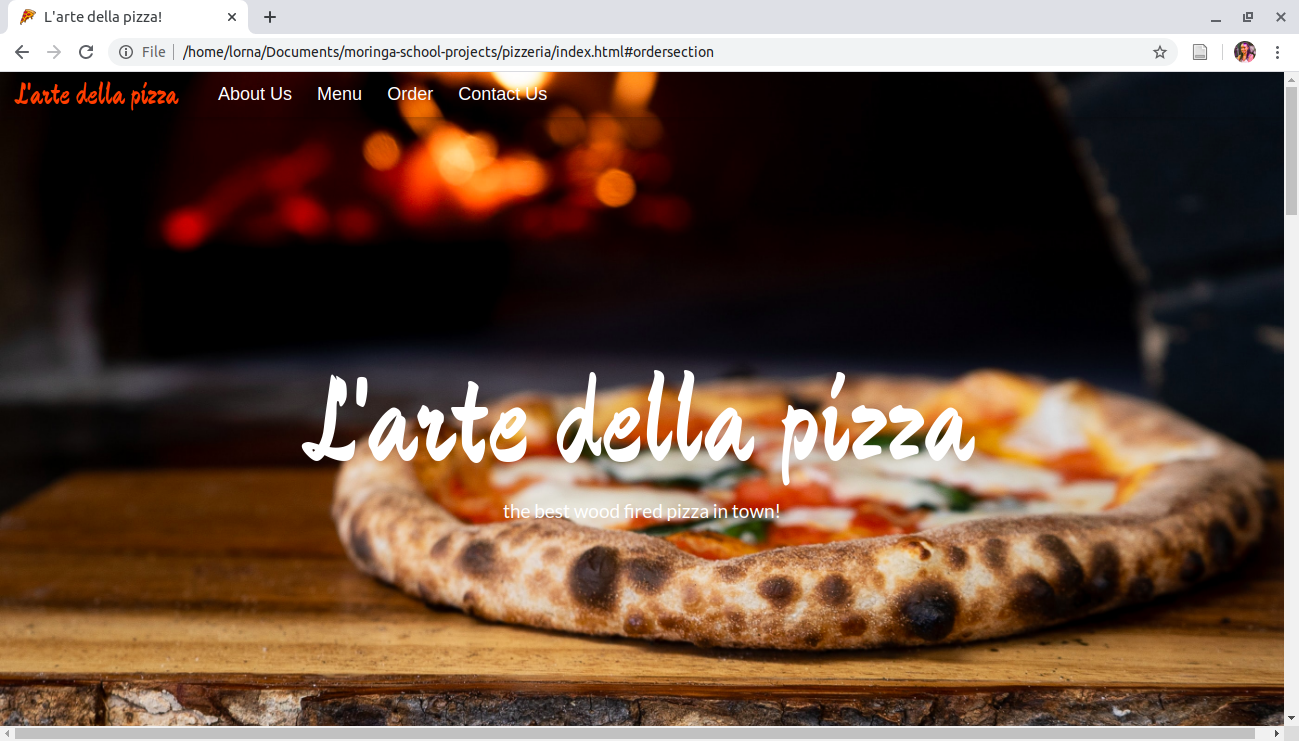 L'arte della pizza!
File /home/lorna/Documents/moringa-school-projects/pizzeria/index.html#ordersection
L'arte della pizza About Us Menu Order Contact Us
L'arte della pizza
the best wood fired pizza in town!